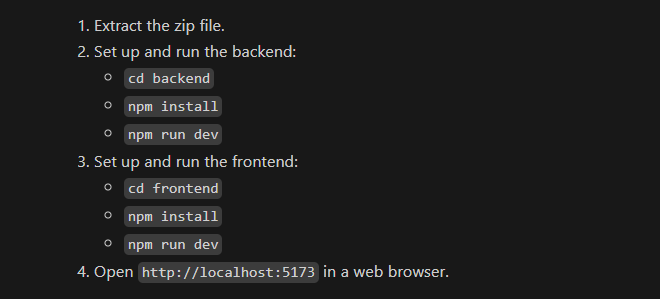 1. Extract the zip file.
2. Set up and run the backend:
cd backend
npm install
npm run dev
3. Set up and run the frontend:
cd frontend
npm install
npm run dev
4. Open http://localhost:5173 in a web browser.